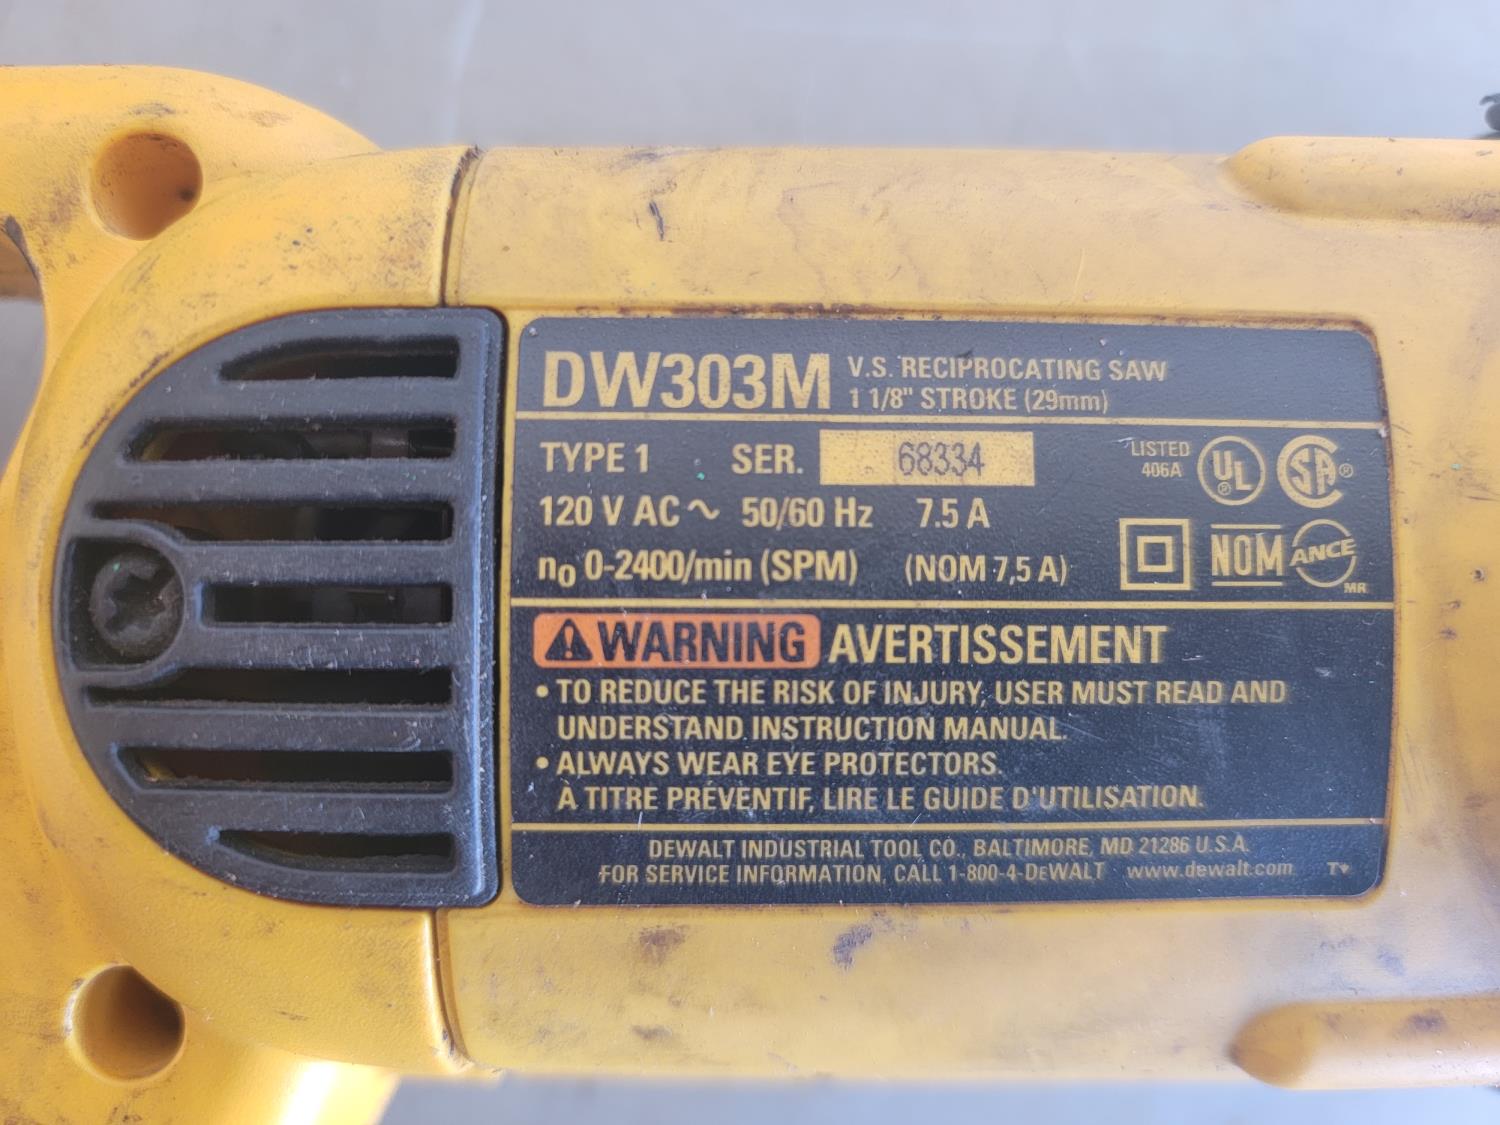 DW303M V.S. RECIPROCATING SAW
1 1/8" STROKE (29mm)
TYPE 1 SER. 68334
LISTED
406A
UL ®
SA ®
120 V AC ~ 50/60 Hz 7.5 A
n₀ 0-2400/min (SPM) (NOM 7,5 A)
NOM ANCE MR
⚠WARNING AVERTISSEMENT
• TO REDUCE THE RISK OF INJURY, USER MUST READ AND
UNDERSTAND INSTRUCTION MANUAL.
• ALWAYS WEAR EYE PROTECTORS.
À TITRE PRÉVENTIF, LIRE LE GUIDE D'UTILISATION.
DEWALT INDUSTRIAL TOOL CO., BALTIMORE, MD 21286 U.S.A.
FOR SERVICE INFORMATION, CALL 1-800-4-DEWALT www.dewalt.com T♥